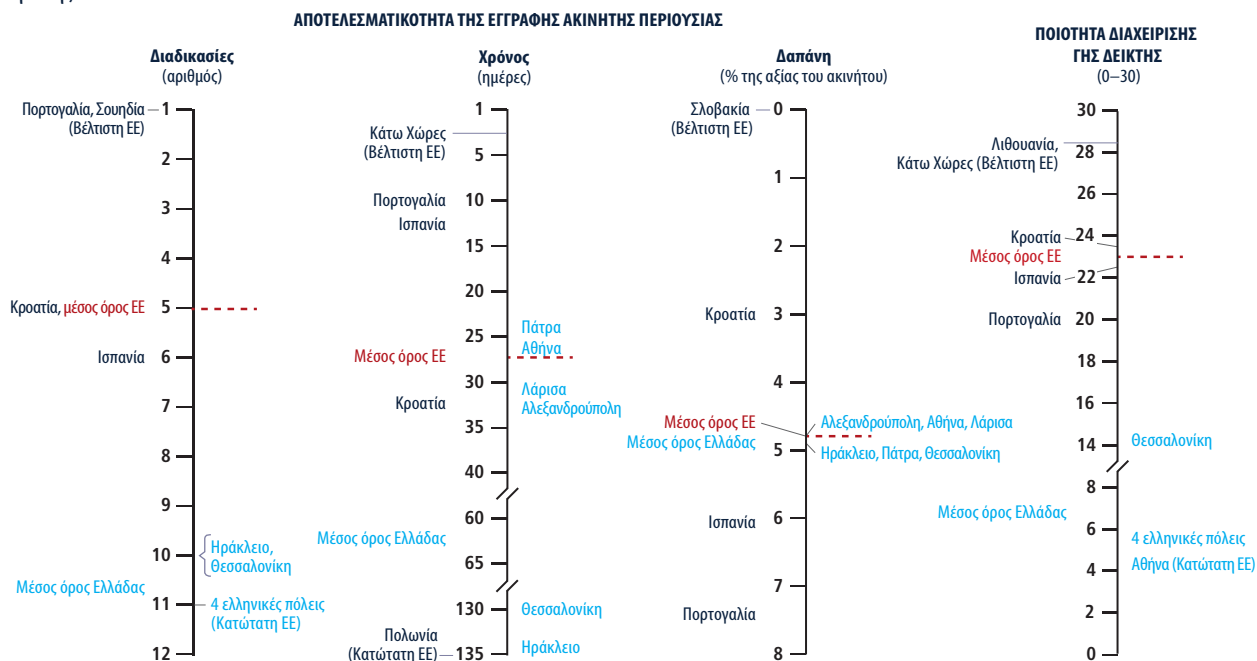 ΑΠΟΤΕΛΕΣΜΑΤΙΚΟΤΑΤΑ ΤΗΣ ΕΓΓΡΑΦΗΣ ΑΚΙΝΗΤΗΣ ΠΕΡΙΟΥΣΙΑΣ
Διαδικασίες
(αριθμός)
Πορτογαλία, Σουηδία
(Βέλτιστη ΕΕ)
Κροατία, μέσος όρος ΕΕ
Ισπανία
Μέσος όρος Ελλάδας
1
2
3
4
5
6
7
8
9
10
11
12
Ηράκλειο,
Θεσσαλονίκη
4 ελληνικές πόλεις
(Κατώτατη ΕΕ)
Χρόνος
(ημέρες)
Κάτω Χώρες
(Βέλτιστη ΕΕ)
Πορτογαλία
Ισπανία
Μέσος όρος ΕΕ
Κροατία
Μέσος όρος Ελλάδας
Πολωνία
(Κατώτατη ΕΕ)
1
5
10
15
20
25
30
35
40
60
65
130
135
Πάτρα
Αθήνα
Λάρισα
Αλεξανδρούπολη
Θεσσαλονίκη
Ηράκλειο
Δαπάνη
(% της αξίας του ακινήτου)
Σλοβακία
(Βέλτιστη ΕΕ)
Κροατία
Μέσος όρος ΕΕ
Μέσος όρος Ελλάδας
Ισπανία
Πορτογαλία
0
1
2
3
4
5
6
7
8
Αλεξανδρούπολη, Αθήνα, Λάρισα
Ηράκλειο, Πάτρα, Θεσσαλονίκη
ΠΟΙΟΤΗΤΑ ΔΙΑΧΕΙΡΙΣΗΣ
ΓΗΣ ΔΕΙΚΤΗΣ
(0–30)
Λιθουανία,
Κάτω Χώρες (Βέλτιστη ΕΕ)
Κροατία
Μέσος όρος ΕΕ
Ισπανία
Πορτογαλία
Μέσος όρος Ελλάδας
30
28
26
24
22
20
18
16
14
8
6
4
2
0
Θεσσαλονίκη
4 ελληνικές πόλεις
Αθήνα (Κατώτατη ΕΕ)